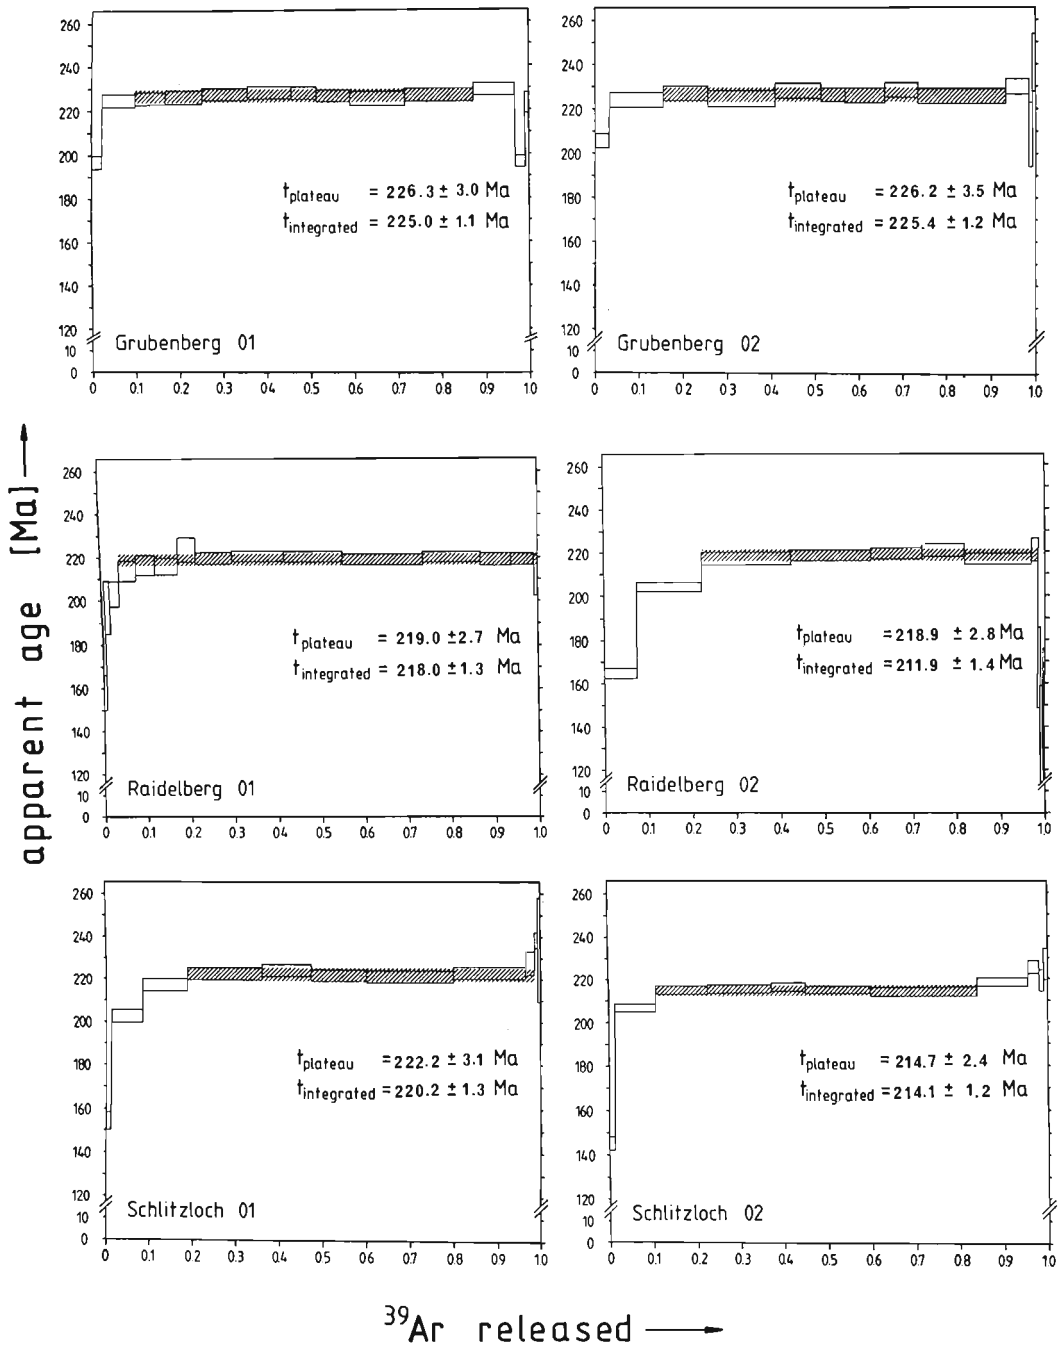 260
240
220
200
180
160
140
120
10
0
t plateau = 226.3 ± 3.0 Ma
t integrated = 225.0 ± 1.1 Ma
Grubenberg 01
0 0.1 0.2 0.3 0.4 0.5 0.6 0.7 0.8 0.9 1.0
260
240
220
200
180
160
140
120
10
0
t plateau = 226.2 ± 3.5 Ma
t integrated = 225.4 ± 1.2 Ma
Grubenberg 02
0 0.1 0.2 0.3 0.4 0.5 0.6 0.7 0.8 0.9 1.0
apparent age [Ma]
260
240
220
200
180
160
140
120
10
0
t plateau = 219.0 ± 2.7 Ma
t integrated = 218.0 ± 1.3 Ma
Raidelberg 01
0 0.1 0.2 0.3 0.4 0.5 0.6 0.7 0.8 0.9 1.0
260
240
220
200
180
160
140
120
10
0
t plateau = 218.9 ± 2.8 Ma
t integrated = 211.9 ± 1.4 Ma
Raidelberg 02
0 0.1 0.2 0.3 0.4 0.5 0.6 0.7 0.8 0.9 1.0
260
240
220
200
180
160
140
120
10
0
t plateau = 222.2 ± 3.1 Ma
t integrated = 220.2 ± 1.3 Ma
Schlitzloch 01
0 0.1 0.2 0.3 0.4 0.5 0.6 0.7 0.8 0.9 1.0
260
240
220
200
180
160
140
120
10
0
t plateau = 214.7 ± 2.4 Ma
t integrated = 214.1 ± 1.2 Ma
Schlitzloch 02
0 0.1 0.2 0.3 0.4 0.5 0.6 0.7 0.8 0.9 1.0
³⁹Ar released